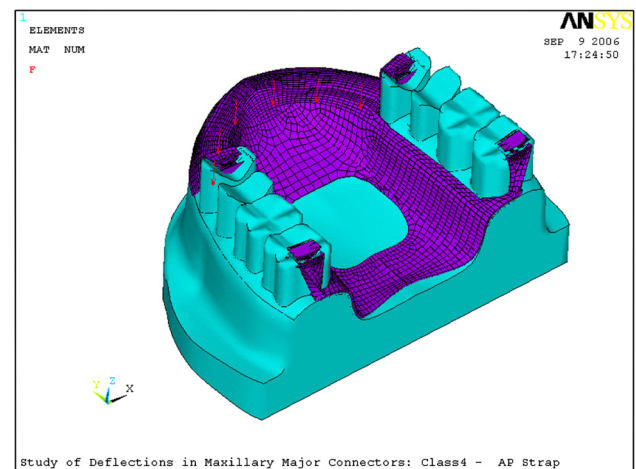 1
ELEMENTS
MAT NUM
F
ANSYS
SEP 9 2006
17:24:50
Y Z X
Study of Deflections in Maxillary Major Connectors: Class4 - AP Strap